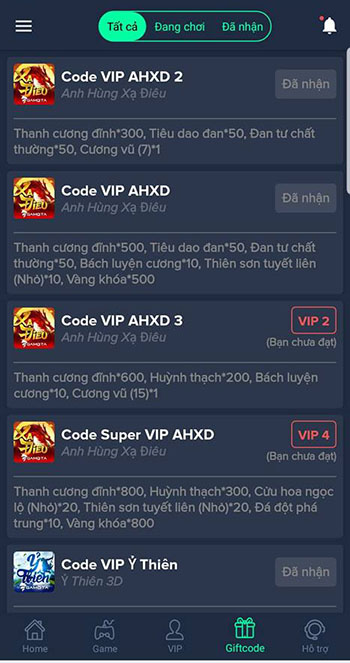 Tất cả Đang chơi Đã nhận
Code VIP AHXD 2
Anh Hùng Xạ Điêu
Đã nhận
Thanh cương đĩnh*300, Tiêu dao đan*50, Đan tư chất
thường*50, Cương vũ (7)*1
Code VIP AHXD
Anh Hùng Xạ Điêu
Đã nhận
Thanh cương đĩnh*500, Tiêu dao đan*50, Đan tư chất
thường*50, Bách luyện cương*10, Thiên sơn tuyết liên
(Nhỏ)*10, Vàng khóa*500
Code VIP AHXD 3
Anh Hùng Xạ Điêu
VIP 2
(Bạn chưa đạt)
Thanh cương đĩnh*600, Huỳnh thạch*200, Bách luyện
cương*10, Cương vũ (15)*1
Code Super VIP AHXD
Anh Hùng Xạ Điêu
VIP 4
(Bạn chưa đạt)
Thanh cương đĩnh*800, Huỳnh thạch*300, Cửu hoa ngọc
lộ (Nhỏ)*20, Thiên sơn tuyết liên (Nhỏ)*20, Đá đột phá
trung*10, Vàng khóa*800
Code VIP Ỷ Thiên
Ỷ Thiên 3D
Đã nhận
Home Game VIP Giftcode Hỗ trợ